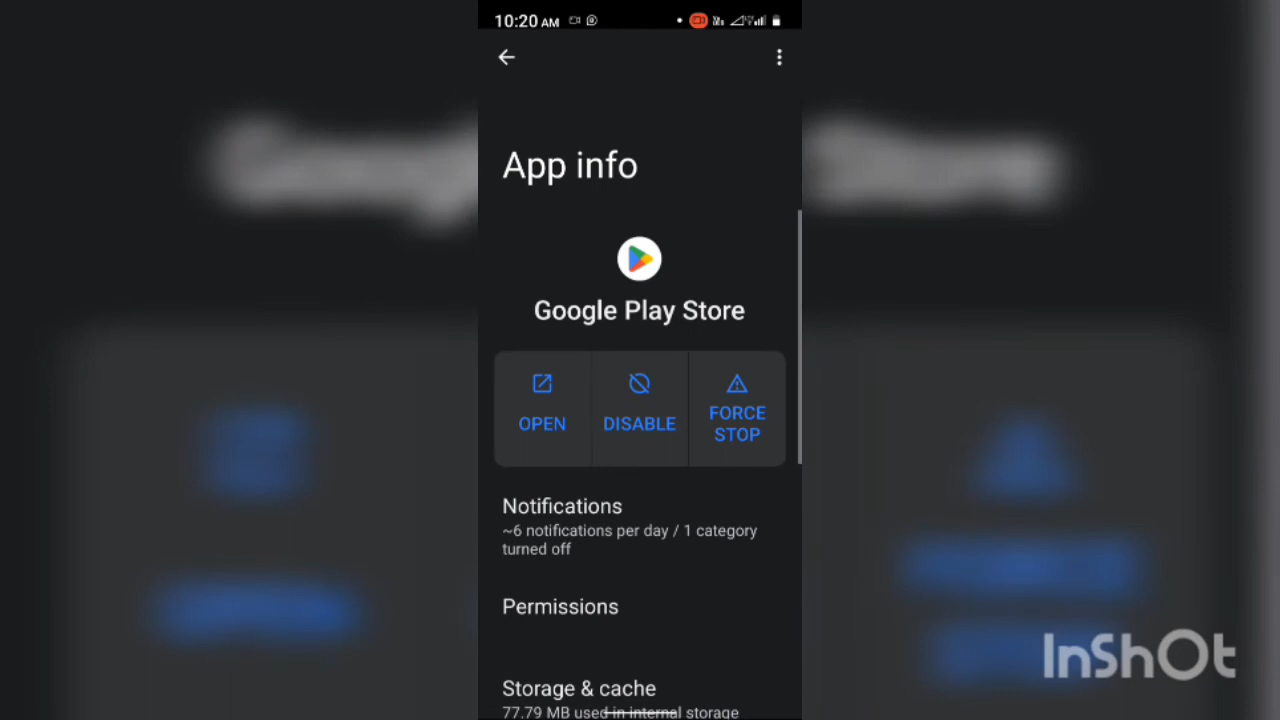 10:20 AM
App info
Google Play Store
OPEN
DISABLE
FORCE
STOP
Notifications
~6 notifications per day / 1 category
turned off
Permissions
Storage & cache
77.79 MB used in internal storage
InShOt